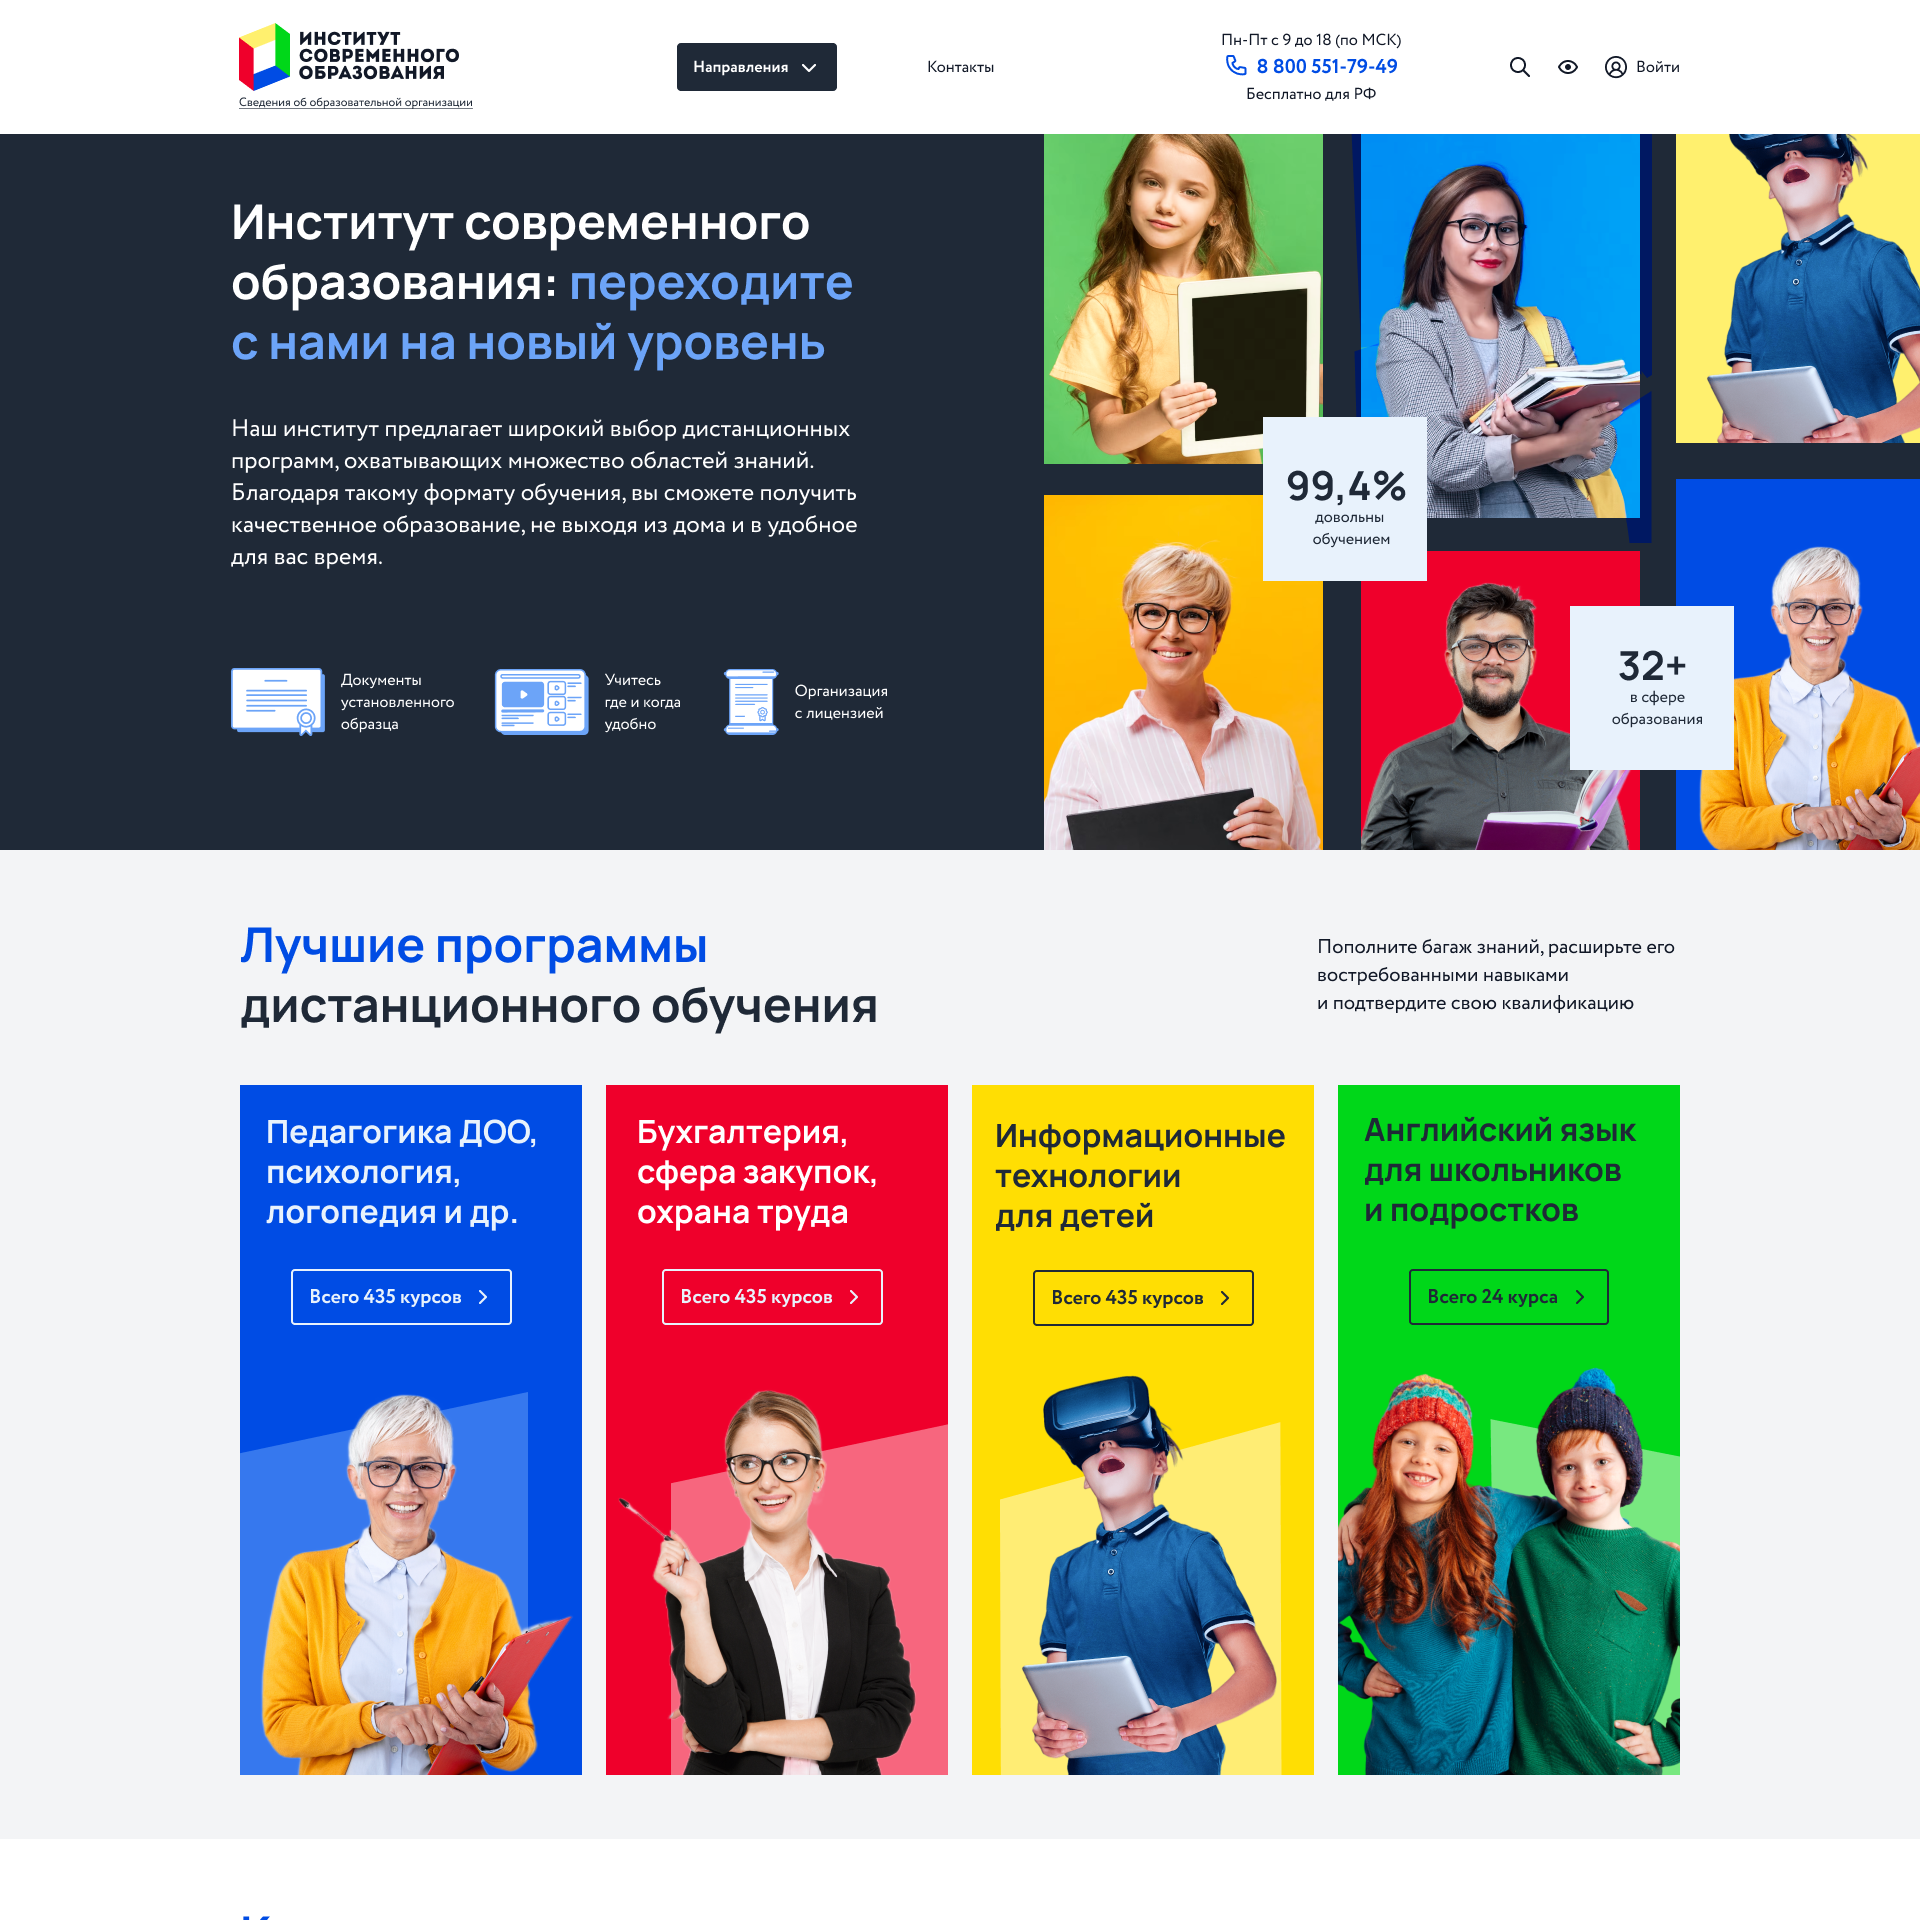 ИНСТИТУТ
СОВРЕМЕННОГО
ОБРАЗОВАНИЯ
Сведения об образовательной организации
Направления
Контакты
Пн-Пт с 9 до 18 (по МСК)
8 800 551-79-49
Бесплатно для РФ
Войти
Институт современного
образования: переходите
с нами на новый уровень
Наш институт предлагает широкий выбор дистанционных
программ, охватывающих множество областей знаний.
Благодаря такому формату обучения, вы сможете получить
качественное образование, не выходя из дома и в удобное
для вас время.
Документы
установленного
образца
Учитесь
где и когда
удобно
Организация
с лицензией
99,4%
довольны
обучением
32+
в сфере
образования
Лучшие программы
дистанционного обучения
Пополните багаж знаний, расширьте его
востребованными навыками
и подтвердите свою квалификацию
Педагогика ДОО,
психология,
логопедия и др.
Всего 435 курсов
Бухгалтерия,
сфера закупок,
охрана труда
Всего 435 курсов
Информационные
технологии
для детей
Всего 435 курсов
Английский язык
для школьников
и подростков
Всего 24 курса